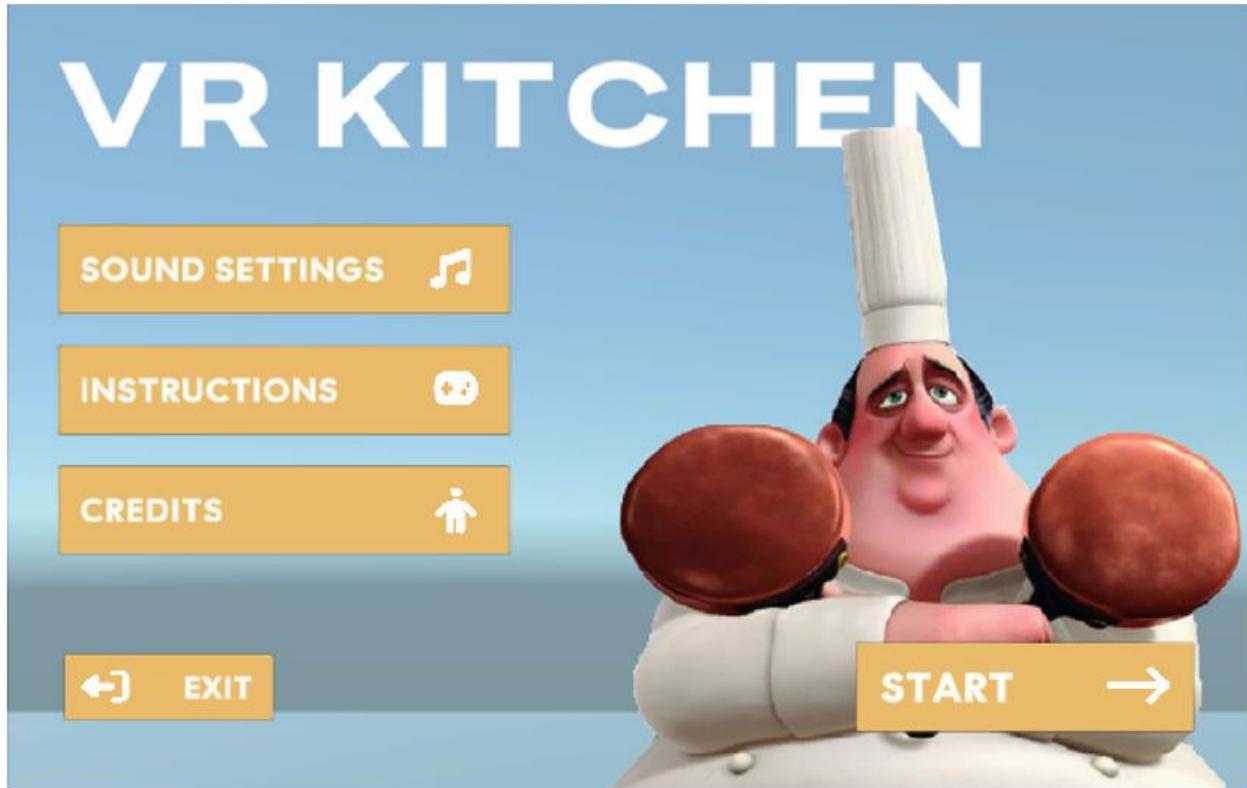 VR KITCHEN
SOUND SETTINGS
INSTRUCTIONS
CREDITS
EXIT
START